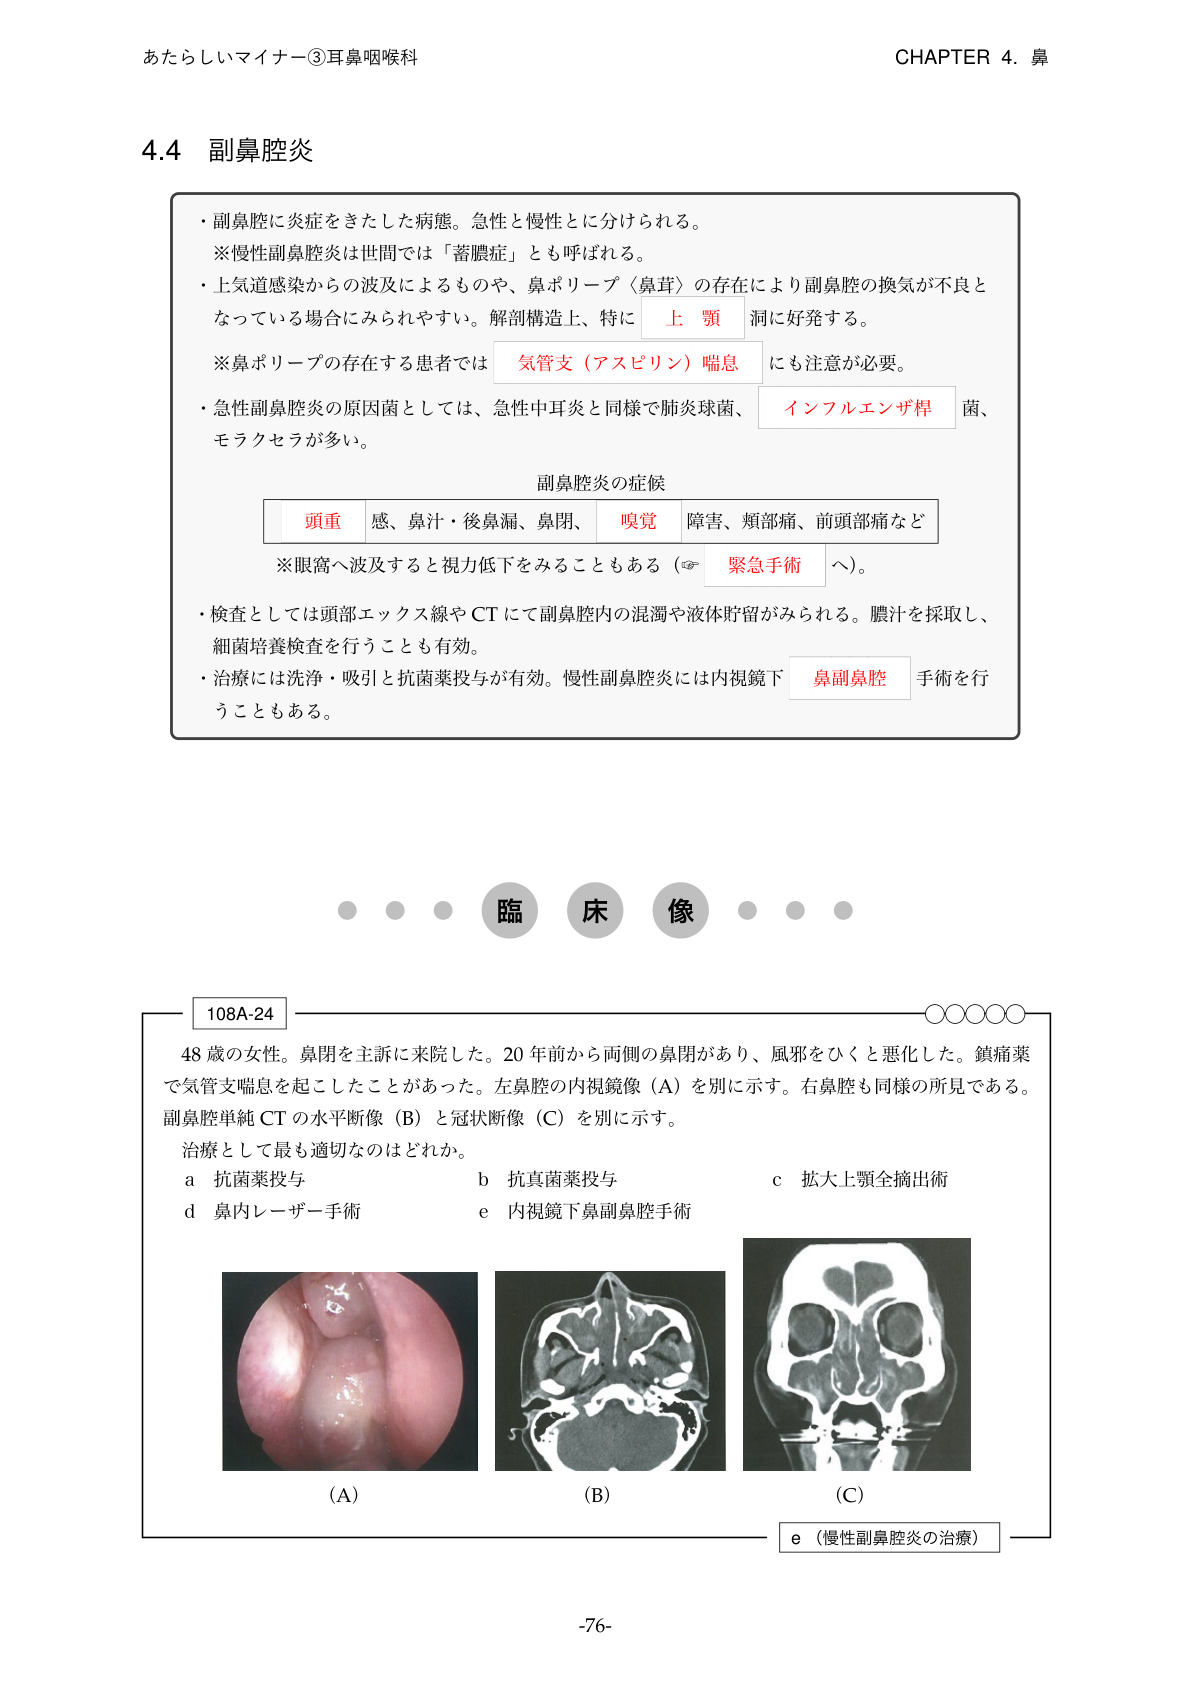 あたらしいマイナー③耳鼻咽喉科
CHAPTER 4. 鼻
4.4 副鼻腔炎
・副鼻腔に炎症をきたした病態。急性と慢性とに分けられる。
※慢性副鼻腔炎は世間では「蓄膿症」とも呼ばれる。
・上気道感染からの波及によるものや、鼻ポリープ〈鼻茸〉の存在により副鼻腔の換気が不良と
なっている場合にみられやすい。解剖構造上、特に 上 顎 洞に好発する。
※鼻ポリープの存在する患者では 気管支（アスピリン）喘息 にも注意が必要。
・急性副鼻腔炎の原因菌としては、急性中耳炎と同様で肺炎球菌、 インフルエンザ桿 菌、
モラクセラが多い。
副鼻腔炎の症候
頭重 感、鼻汁・後鼻漏、鼻閉、 嗅覚 障害、頬部痛、前頭部痛など
※眼窩へ波及すると視力低下をみることもある（☞ 緊急手術 へ）。
・検査としては頭部エックス線や CT にて副鼻腔内の混濁や液体貯留がみられる。膿汁を採取し、
細菌培養検査を行うことも有効。
・治療には洗浄・吸引と抗菌薬投与が有効。慢性副鼻腔炎には内視鏡下 鼻副鼻腔 手術を行
うこともある。
臨 床 像
108A-24 ○○○○○
48 歳の女性。鼻閉を主訴に来院した。20 年前から両側の鼻閉があり、風邪をひくと悪化した。鎮痛薬
で気管支喘息を起こしたことがあった。左鼻腔の内視鏡像（A）を別に示す。右鼻腔も同様の所見である。
副鼻腔単純 CT の水平断像（B）と冠状断像（C）を別に示す。
治療として最も適切なのはどれか。
a 抗菌薬投与 b 抗真菌薬投与 c 拡大上顎全摘出術
d 鼻内レーザー手術 e 内視鏡下鼻副鼻腔手術
（A） （B） （C）
e （慢性副鼻腔炎の治療）
-76-